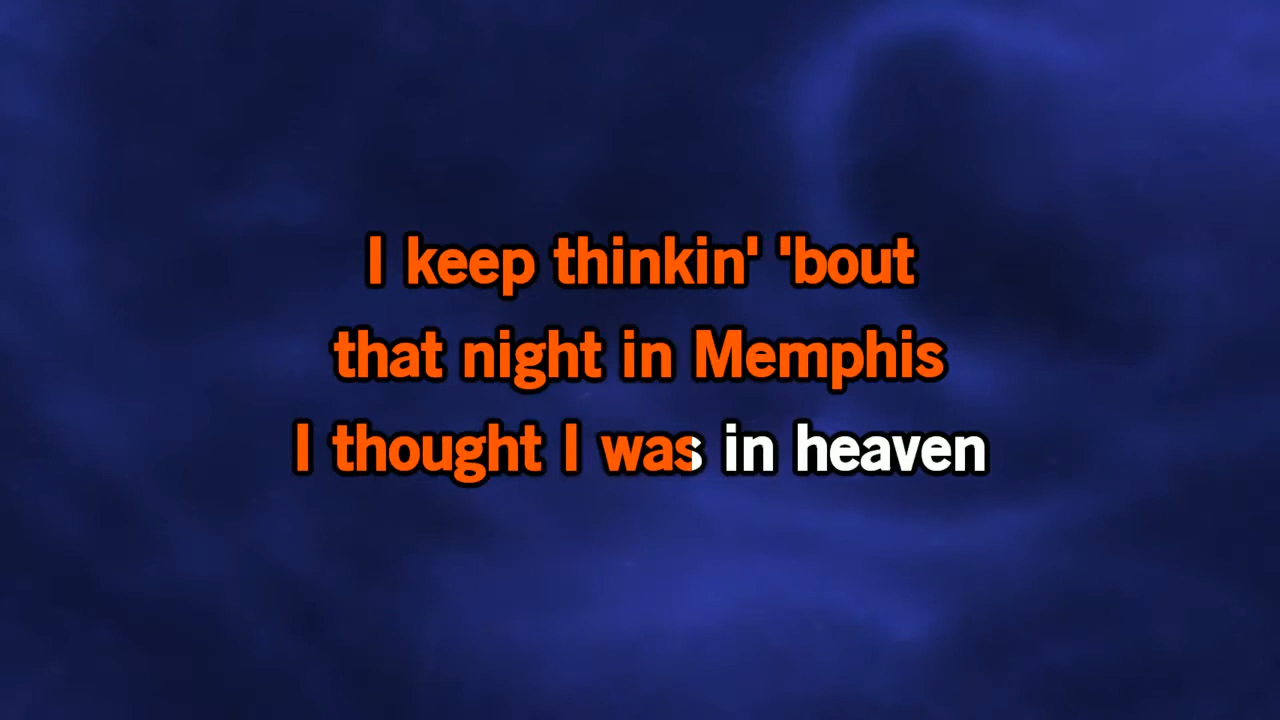 I keep thinkin' 'bout
that night in Memphis
I thought I was in heaven